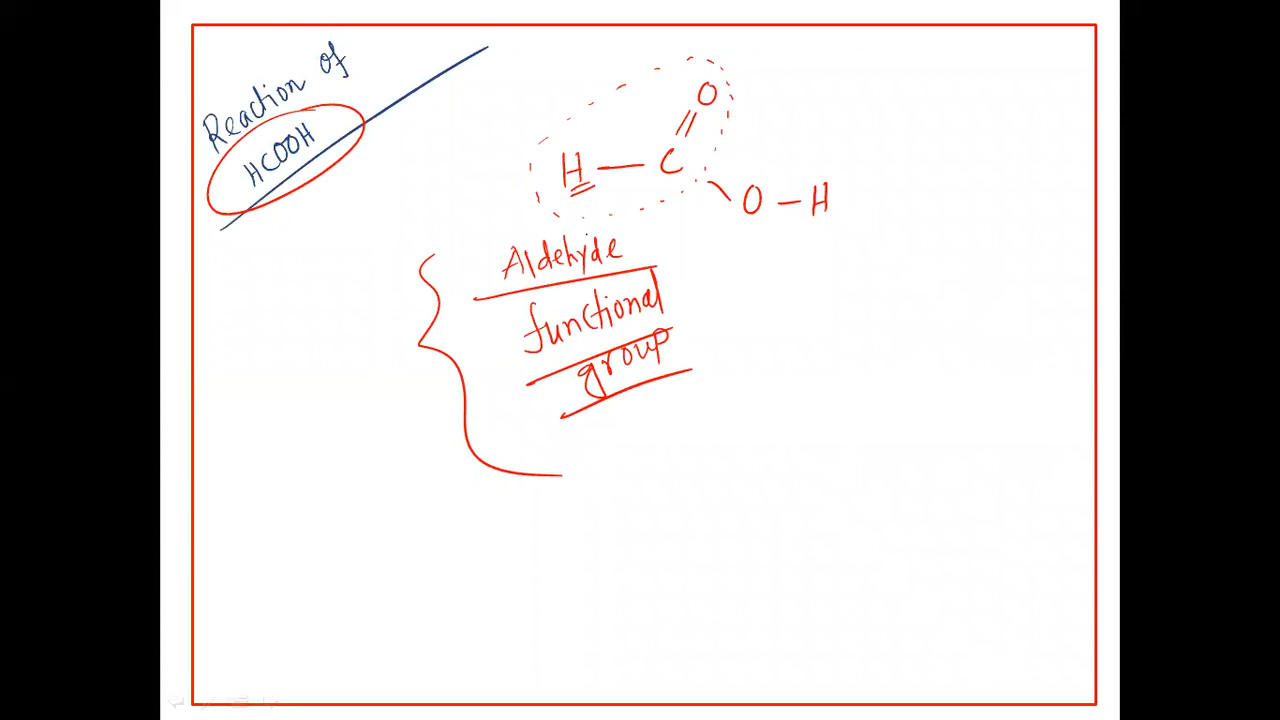 Reaction of
HCOOH
O
H — C
O — H
Aldehyde
functional
group